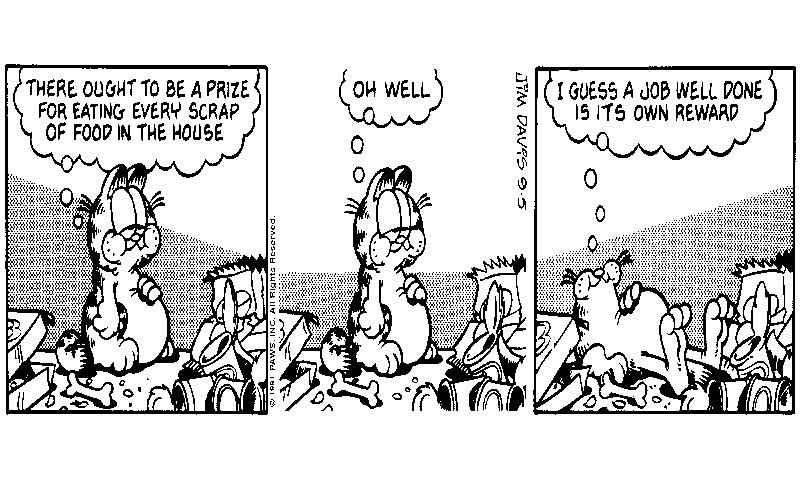 THERE OUGHT TO BE A PRIZE
FOR EATING EVERY SCRAP
OF FOOD IN THE HOUSE
© 1991 PAWS, INC. All Rights Reserved.
OH WELL
JIM DAVIS 9-5
I GUESS A JOB WELL DONE
IS ITS OWN REWARD